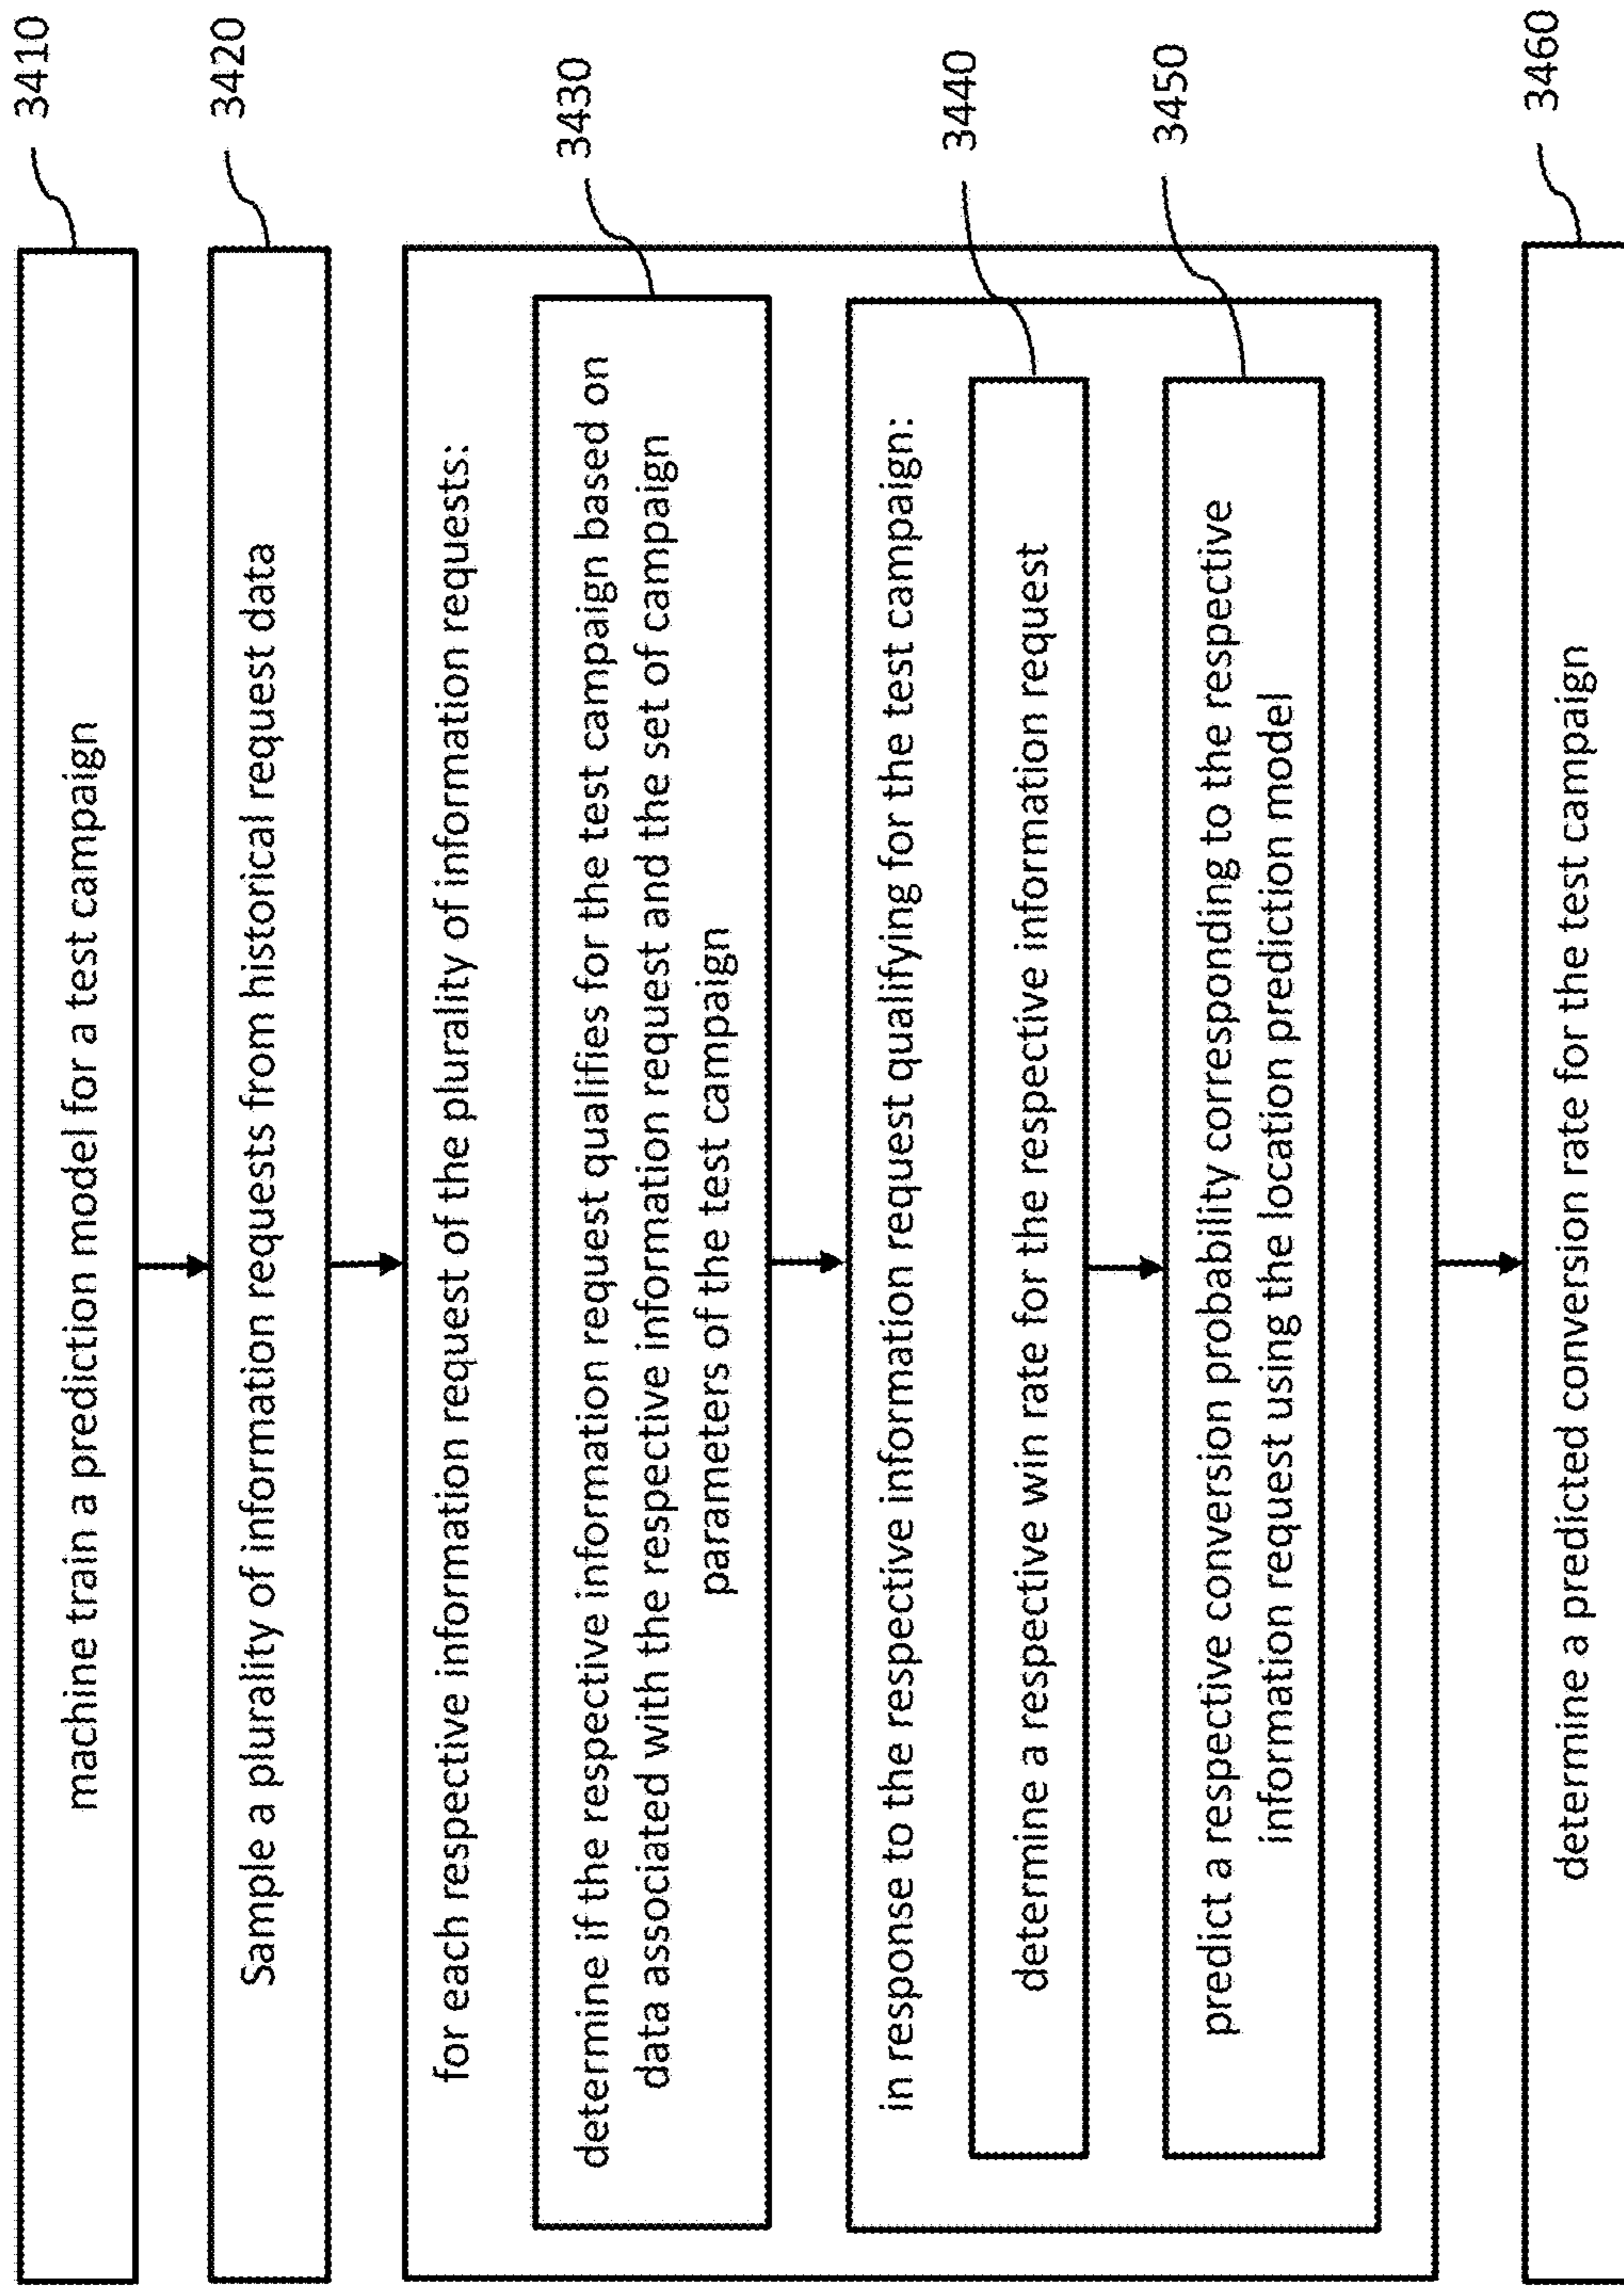 machine train a prediction model for a test campaign
3410
Sample a plurality of information requests from historical request data
3420
for each respective information request of the plurality of information requests:
determine if the respective information request qualifies for the test campaign based on
data associated with the respective information request and the set of campaign
parameters of the test campaign
3430
in response to the respective information request qualifying for the test campaign:
determine a respective win rate for the respective information request
3440
predict a respective conversion probability corresponding to the respective
information request using the location prediction model
3450
determine a predicted conversion rate for the test campaign
3460